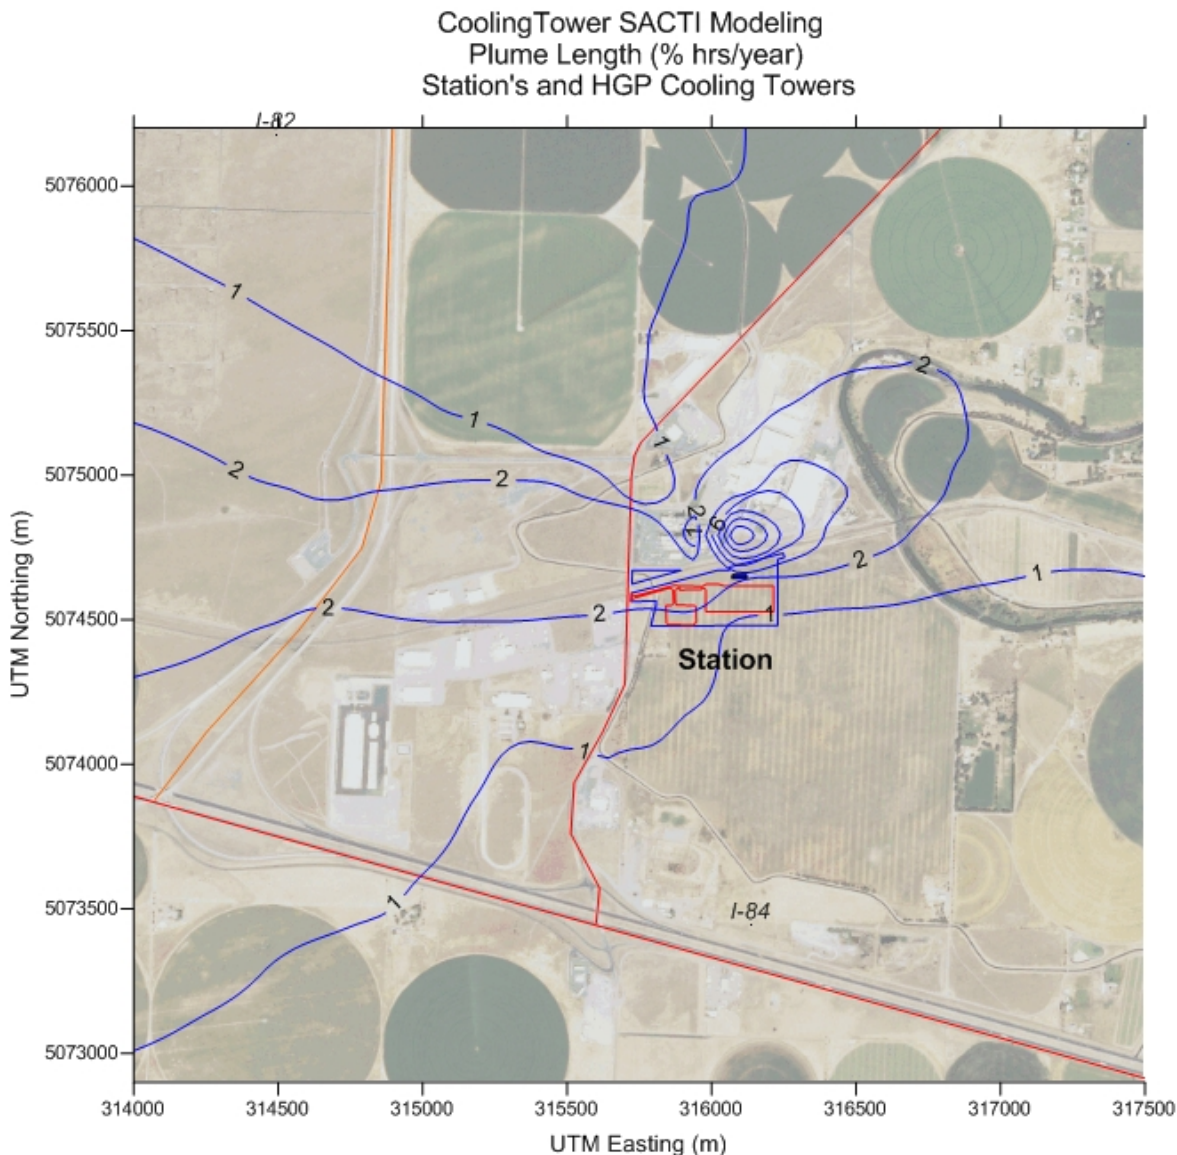 CoolingTower SACTI Modeling
Plume Length (% hrs/year)
Station's and HGP Cooling Towers
I-82
5076000
1
5075500
2
1
1
5075000
2
2
2
1
9
2
1
2
2
1
5074500
Station
UTM Northing (m)
1
5074000
1
I-84
5073500
5073000
314000 314500 315000 315500 316000 316500 317000 317500
UTM Easting (m)